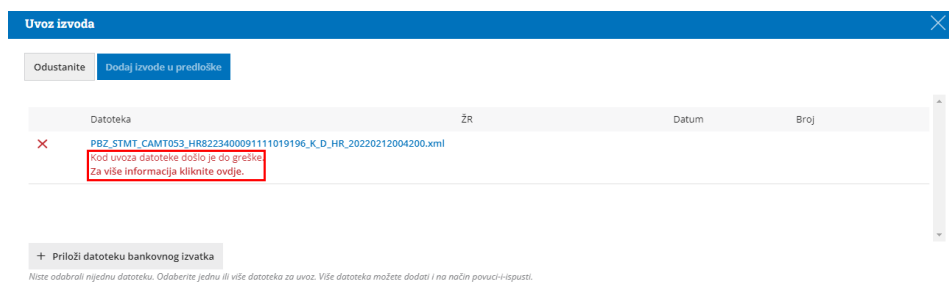 Uvoz izvoda
Odustanite
Dodaj izvode u predloške
Datoteka ŽR Datum Broj
PBZ_STMT_CAMT053_HR8223400091111019196_K_D_HR_20220212004200.xml
Kod uvoza datoteke došlo je do greške.
Za više informacija kliknite ovdje.
+ Priloži datoteku bankovnog izvatka
Niste odabrali nijednu datoteku. Odaberite jednu ili više datoteka za uvoz. Više datoteka možete dodati i na način povuci-i-ispusti.